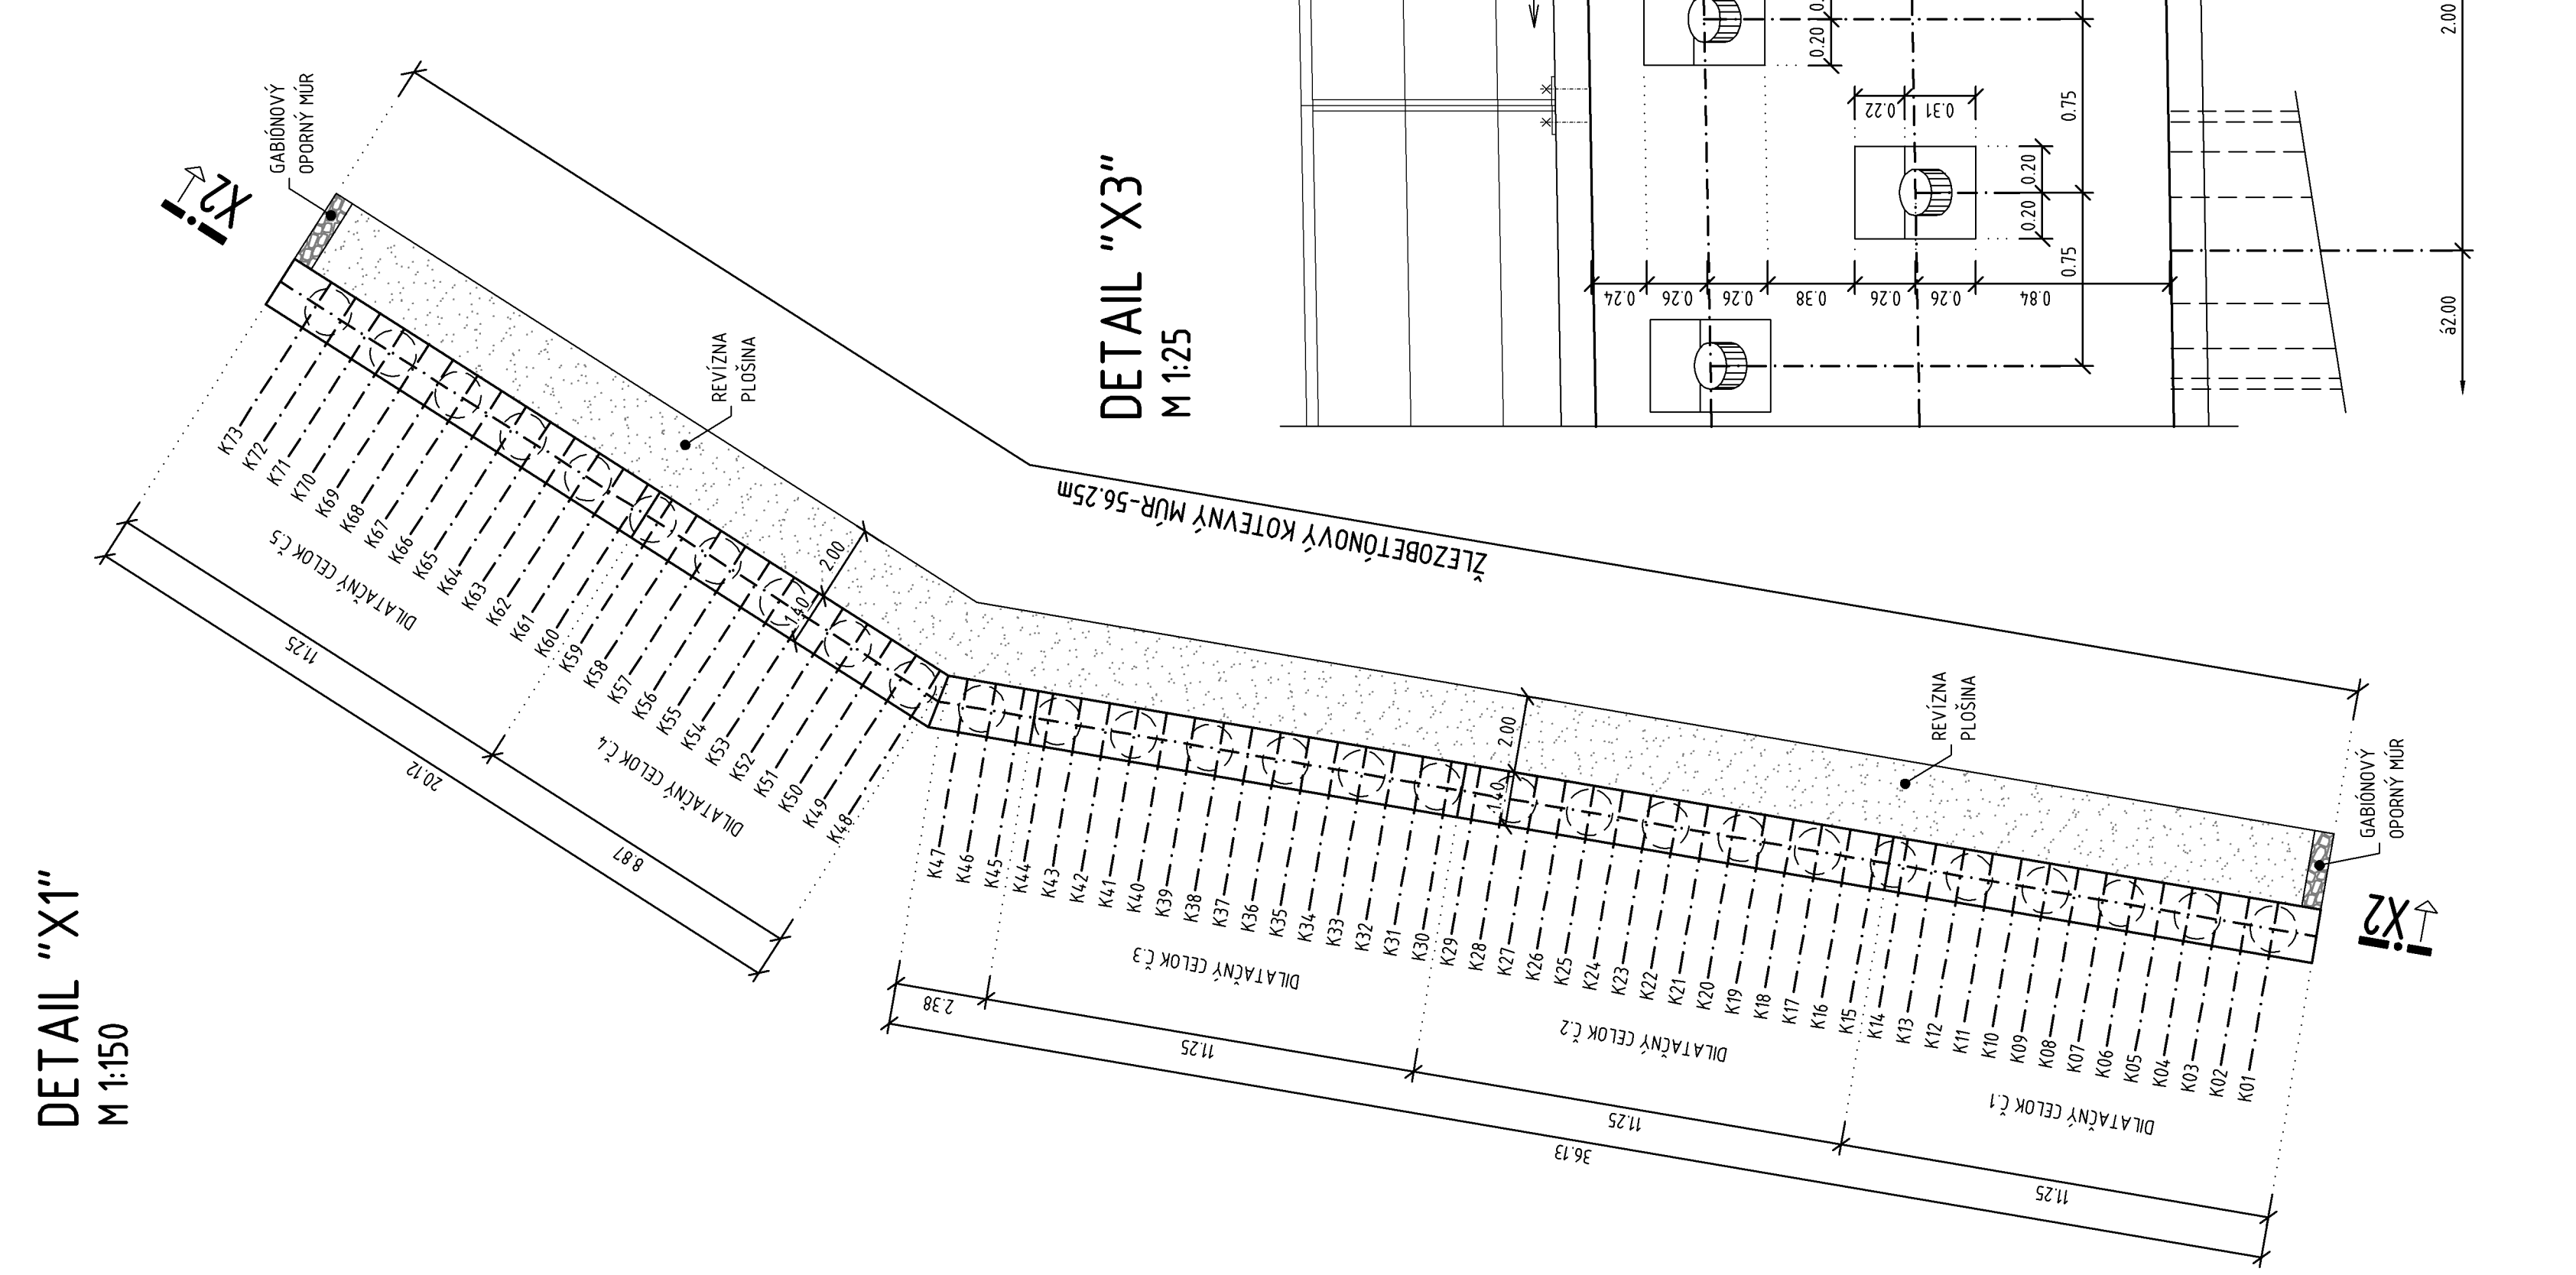 DETAIL "X1"
M 1:150
X2
GABIÓNOVÝ
OPORNÝ MÚR
REVÍZNA
PLOŠINA
K73
K72
K71
K70
K69
K68
K67
K66
K65
K64
K63
K62
K61
K60
K59
K58
K57
K56
K55
K54
K53
K52
K51
K50
K49
K48
DILATAČNÝ CELOK Č.5
DILATAČNÝ CELOK Č.4
11.25
8.87
20.12
2.00
1.40
ŽLEZOBETÓNOVÝ KOTEVNÝ MÚR-56.25m
K47
K46
K45
K44
K43
K42
K41
K40
K39
K38
K37
K36
K35
K34
K33
K32
K31
K30
K29
K28
K27
K26
K25
K24
K23
K22
K21
K20
K19
K18
K17
K16
K15
K14
K13
K12
K11
K10
K09
K08
K07
K06
K05
K04
K03
K02
K01
DILATAČNÝ CELOK Č.3
DILATAČNÝ CELOK Č.2
DILATAČNÝ CELOK Č.1
2.38
11.25
11.25
11.25
36.13
2.00
1.40
REVÍZNA
PLOŠINA
GABIÓNOVÝ
OPORNÝ MÚR
X2
DETAIL "X3"
M 1:25
0.20
0.22
0.31
0.75
0.20
0.20
0.75
0.24
0.26
0.26
0.38
0.26
0.26
0.84
2.00
á2.00